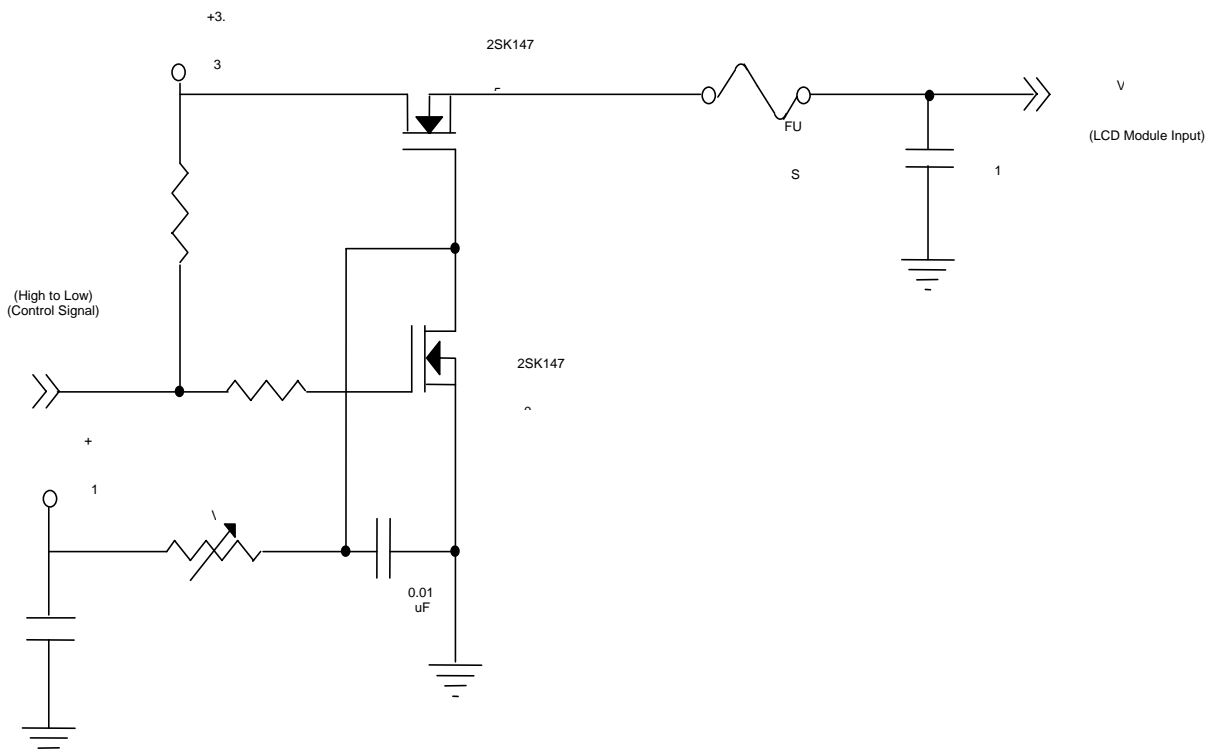 +3.
3
2SK147
FU
S
1
(LCD Module Input)
(High to Low)
(Control Signal)
2SK147
+
1
0.01
uF